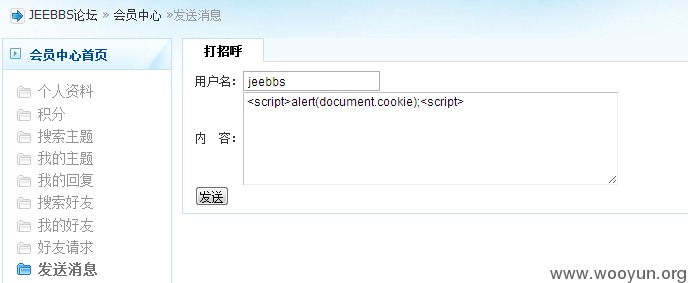 JEEBBS论坛 » 会员中心 »发送消息
会员中心首页
个人资料
积分
搜索主题
我的主题
我的回复
搜索好友
我的好友
好友请求
发送消息
打招呼
用户名: jeebbs
内 容: <script>alert(document.cookie);<script>
发送
www.wooyun.org